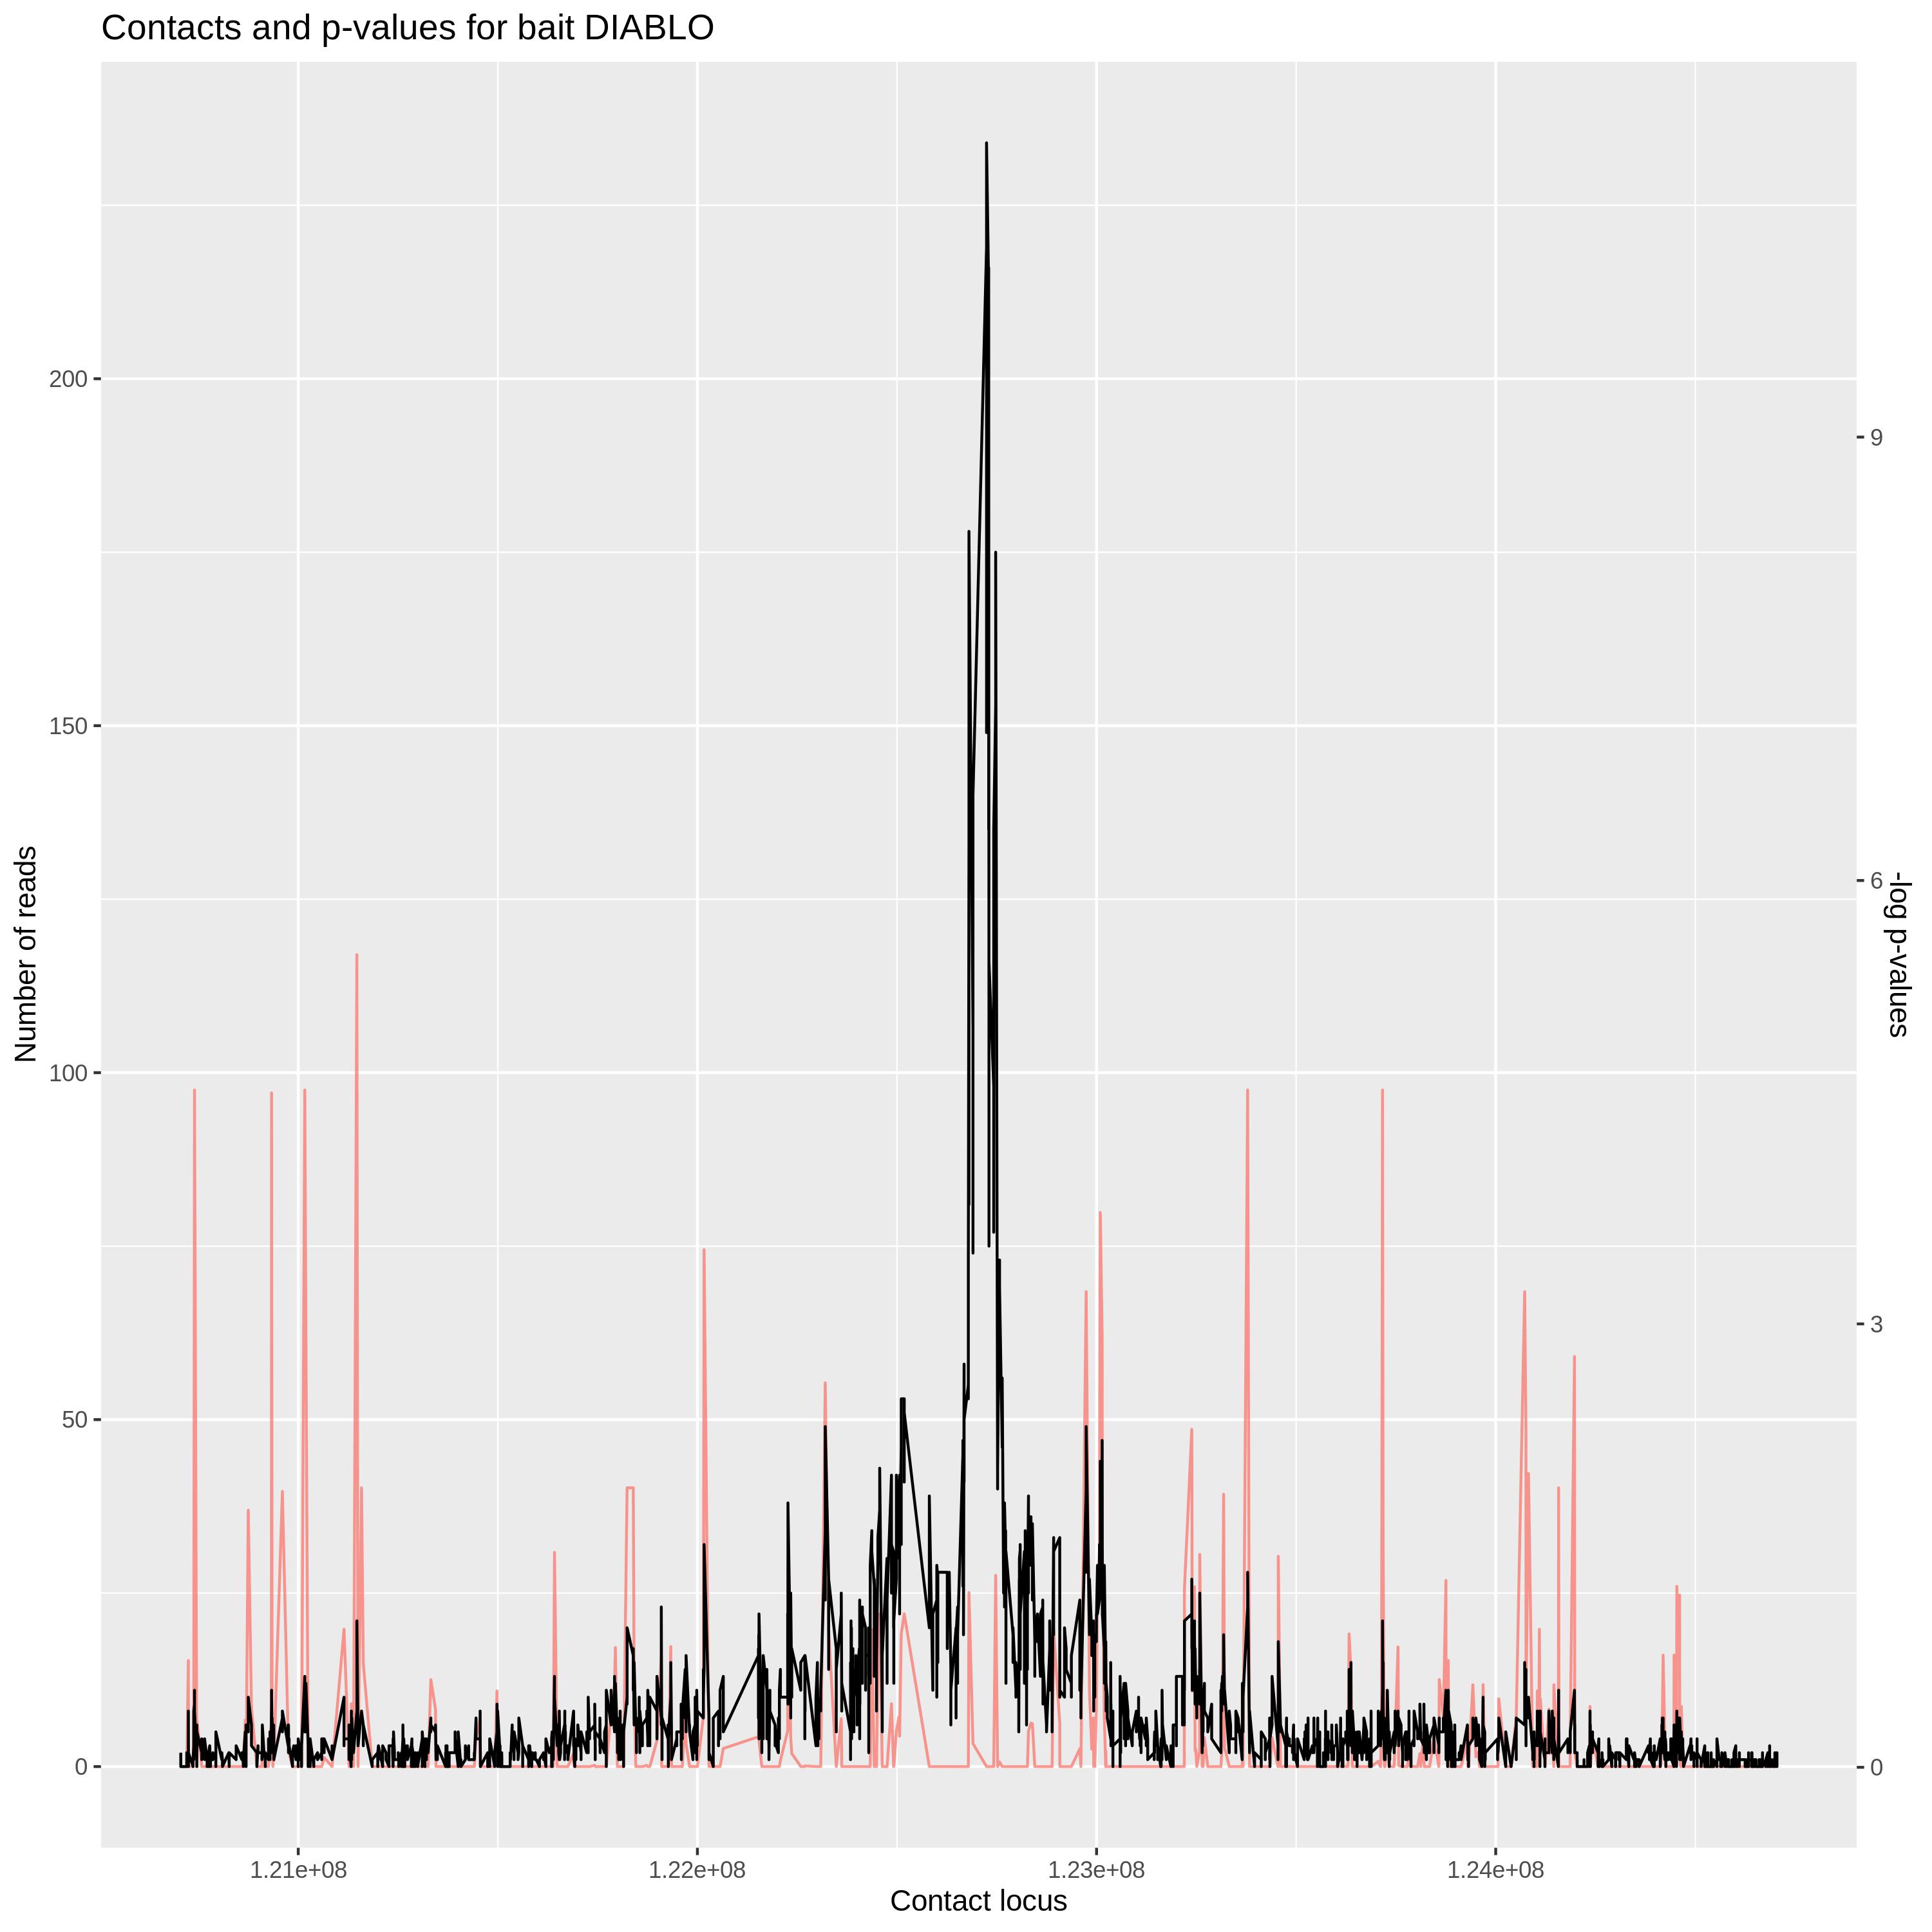 Contacts and p-values for bait DIABLO
Number of reads
200
150
100
50
0
9
6
3
0
-log p-values
1.21e+08
1.22e+08
1.23e+08
1.24e+08
Contact locus